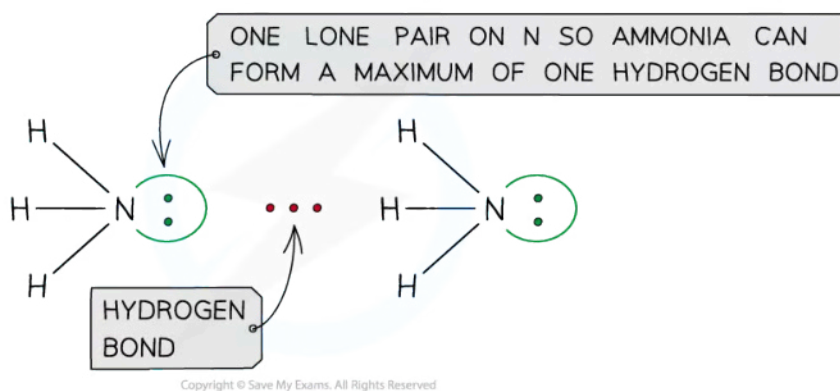 ONE LONE PAIR ON N SO AMMONIA CAN
FORM A MAXIMUM OF ONE HYDROGEN BOND
H
H
N
H
H
H
N
H
HYDROGEN
BOND
Copyright © Save My Exams. All Rights Reserved